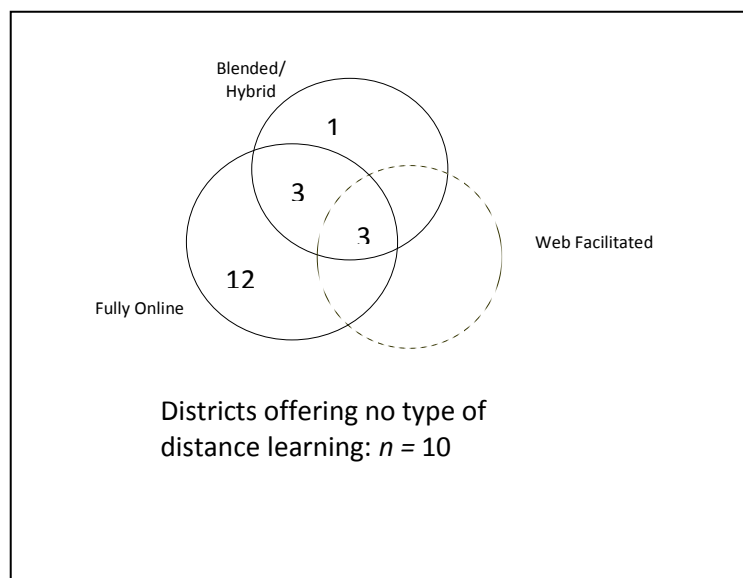 Blended/
Hybrid
1
3
3
Web Facilitated
12
Fully Online
Districts offering no type of
distance learning: n = 10